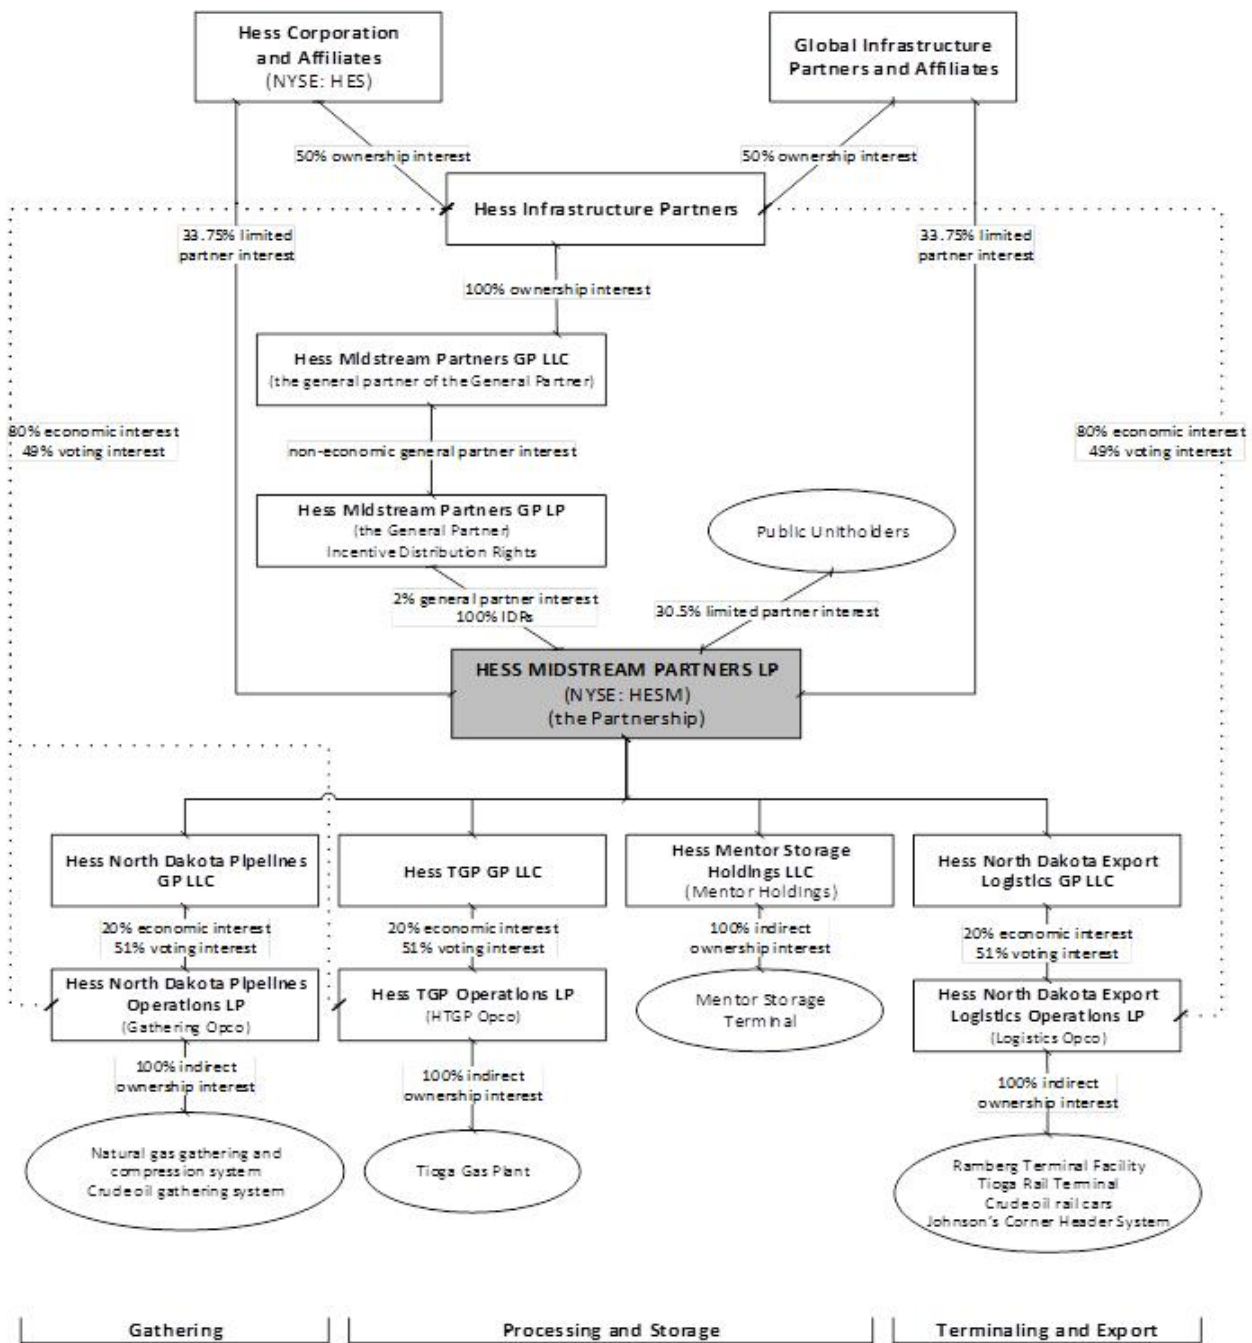 Hess Corporation
and Affiliates
(NYSE: HES)
Global Infrastructure
Partners and Affiliates
50% ownership interest
50% ownership interest
Hess Infrastructure Partners
33.75% limited
partner interest
33.75% limited
partner interest
100% ownership interest
Hess Midstream Partners GP LLC
(the general partner of the General Partner)
80% economic interest
49% voting interest
80% economic interest
49% voting interest
non-economic general partner interest
Hess Midstream Partners GP LP
(the General Partner)
Incentive Distribution Rights
Public Unitholders
2% general partner interest
100% IDRs
30.5% limited partner interest
HESS MIDSTREAM PARTNERS LP
(NYSE: HESM)
(the Partnership)
Hess North Dakota Pipelines
GP LLC
Hess TGP GP LLC
Hess Mentor Storage
Holdings LLC
(Mentor Holdings)
Hess North Dakota Export
Logistics GP LLC
20% economic interest
51% voting interest
20% economic interest
51% voting interest
100% indirect
ownership interest
20% economic interest
51% voting interest
Hess North Dakota Pipelines
Operations LP
(Gathering Opco)
Hess TGP Operations LP
(HTGP Opco)
Mentor Storage
Terminal
Hess North Dakota Export
Logistics Operations LP
(Logistics Opco)
100% indirect
ownership interest
100% indirect
ownership interest
100% indirect
ownership interest
Natural gas gathering and
compression system
Crude oil gathering system
Tioga Gas Plant
Ramberg Terminal Facility
Tioga Rail Terminal
Crude oil rail cars
Johnson's Corner Header System
Gathering
Processing and Storage
Terminaling and Export